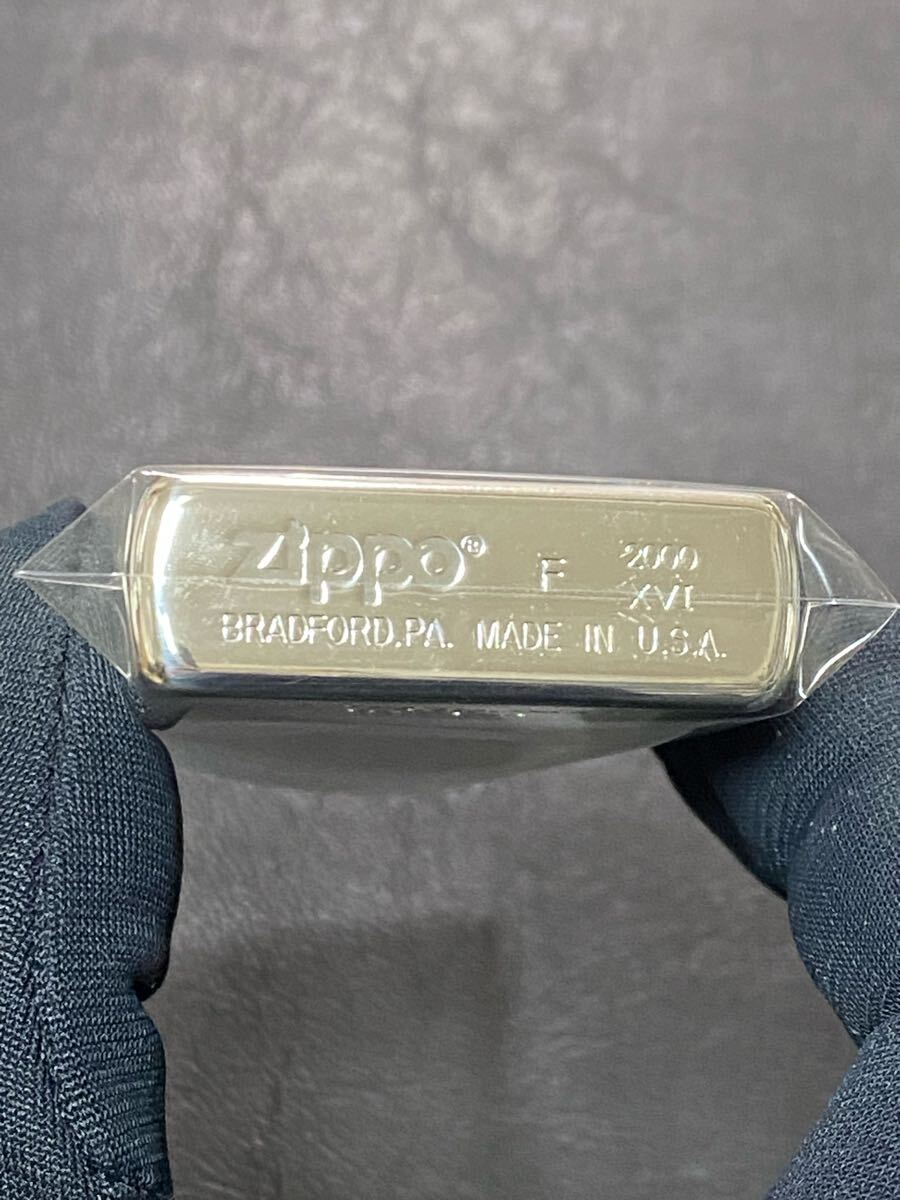 Zippo® F 2000
XVI
BRADFORD.PA. MADE IN U.S.A.